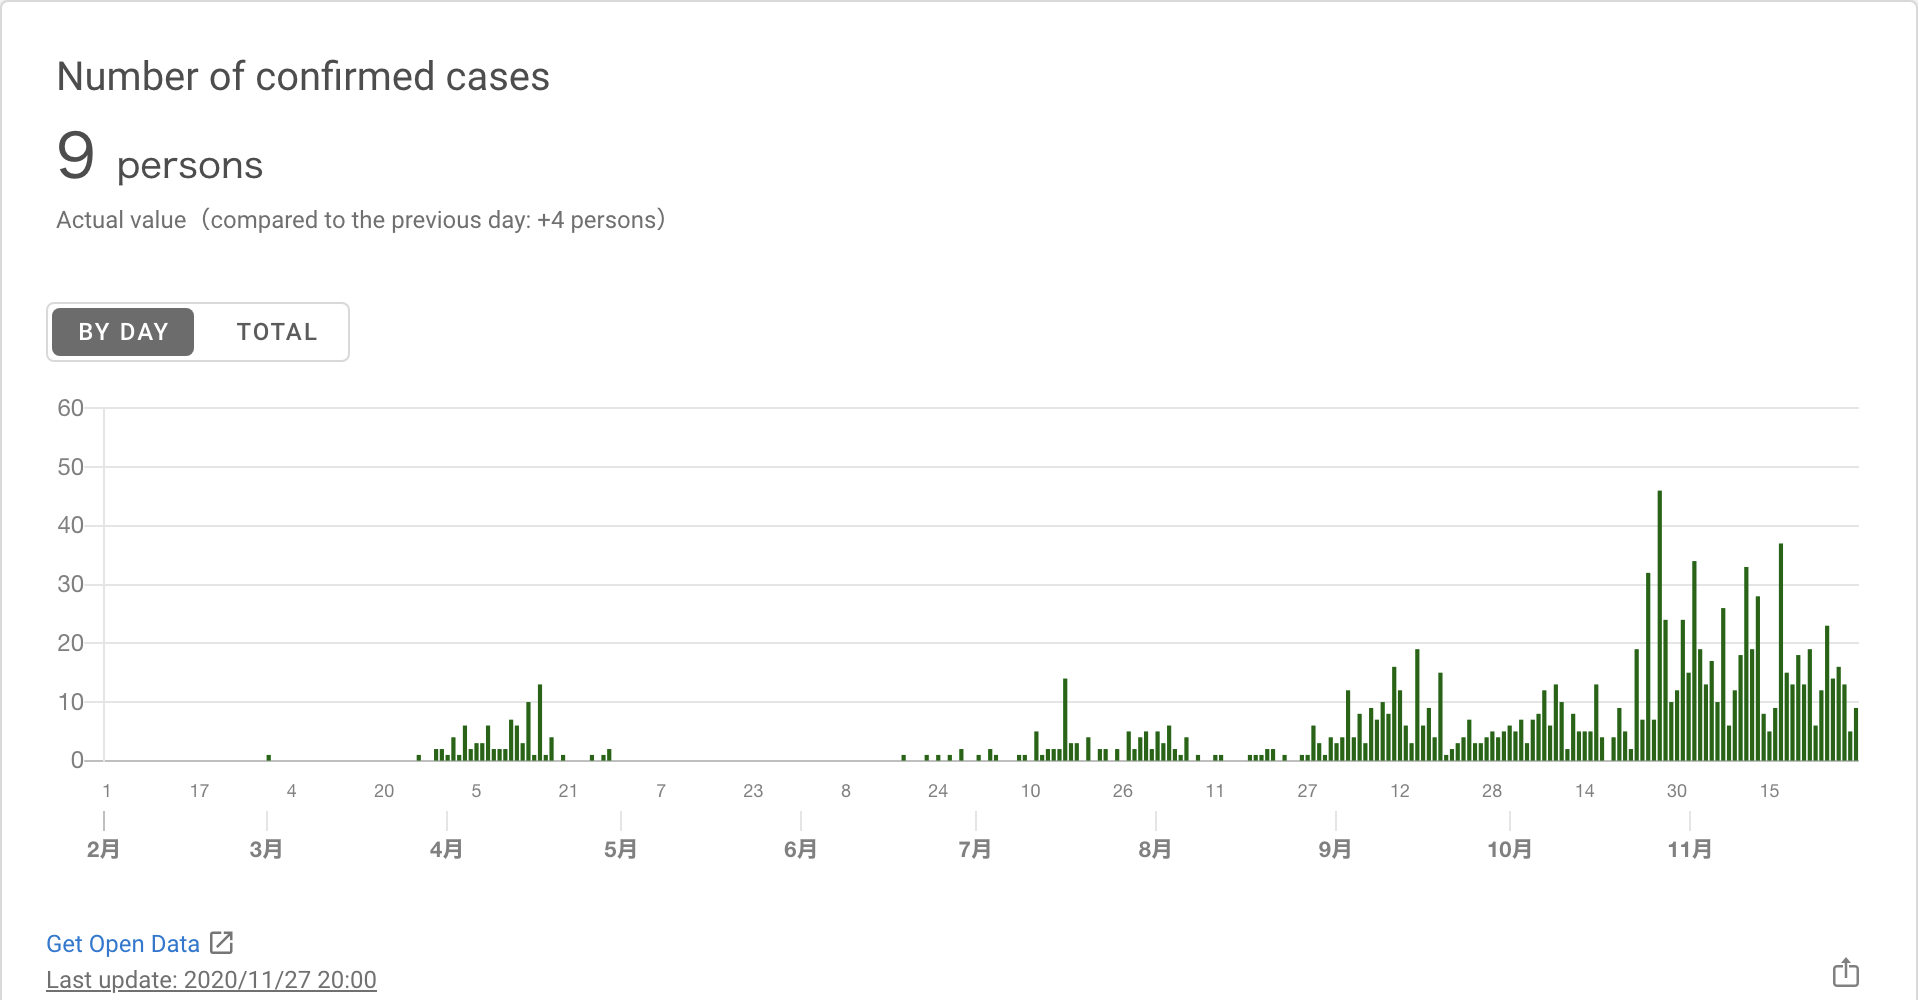 Number of confirmed cases
9 persons
Actual value（compared to the previous day: +4 persons）
BY DAY TOTAL
60
50
40
30
20
10
0
1 17 4 20 5 21 7 23 8 24 10 26 11 27 12 28 14 30 15
2月 3月 4月 5月 6月 7月 8月 9月 10月 11月
Get Open Data
Last update: 2020/11/27 20:00